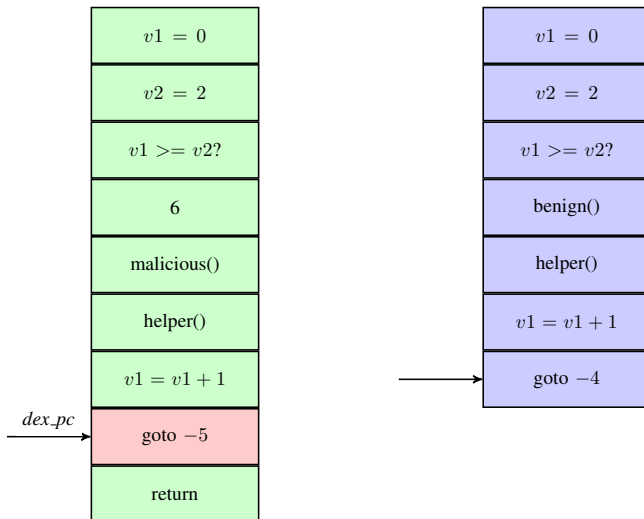 v1 = 0
v2 = 2
v1 >= v2?
6
malicious()
helper()
v1 = v1 + 1
dex_pc
goto −5
return
v1 = 0
v2 = 2
v1 >= v2?
benign()
helper()
v1 = v1 + 1
goto −4